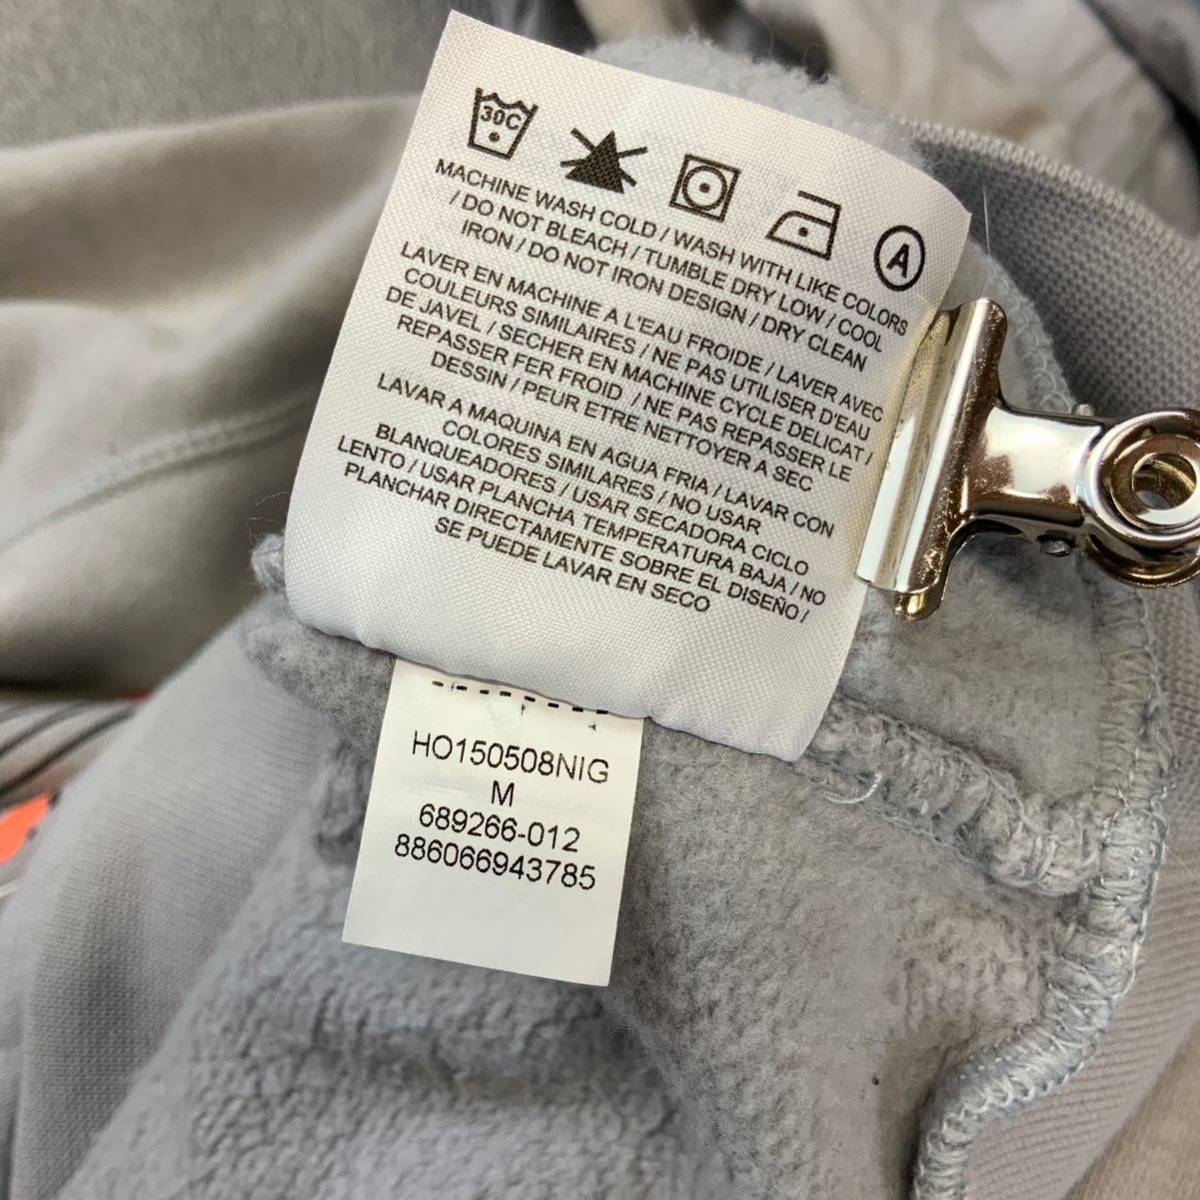 30C
A
MACHINE WASH COLD / WASH WITH LIKE COLORS
/ DO NOT BLEACH / TUMBLE DRY LOW / COOL
IRON / DO NOT IRON DESIGN / DRY CLEAN
LAVER EN MACHINE A L'EAU FROIDE / LAVER AVEC
COULEURS SIMILAIRES / NE PAS UTILISER D'EAU
DE JAVEL / SECHER EN MACHINE CYCLE DELICAT /
REPASSER FER FROID / NE PAS REPASSER LE
DESSIN / PEUR ETRE NETTOYER A SEC
LAVAR A MAQUINA EN AGUA FRIA / LAVAR CON
COLORES SIMILARES / NO USAR
BLANQUEADORES / USAR SECADORA CICLO
LENTO / USAR PLANCHA TEMPERATURA BAJA / NO
PLANCHAR DIRECTAMENTE SOBRE EL DISEÑO /
SE PUEDE LAVAR EN SECO
HO150508NIG
M
689266-012
886066943785